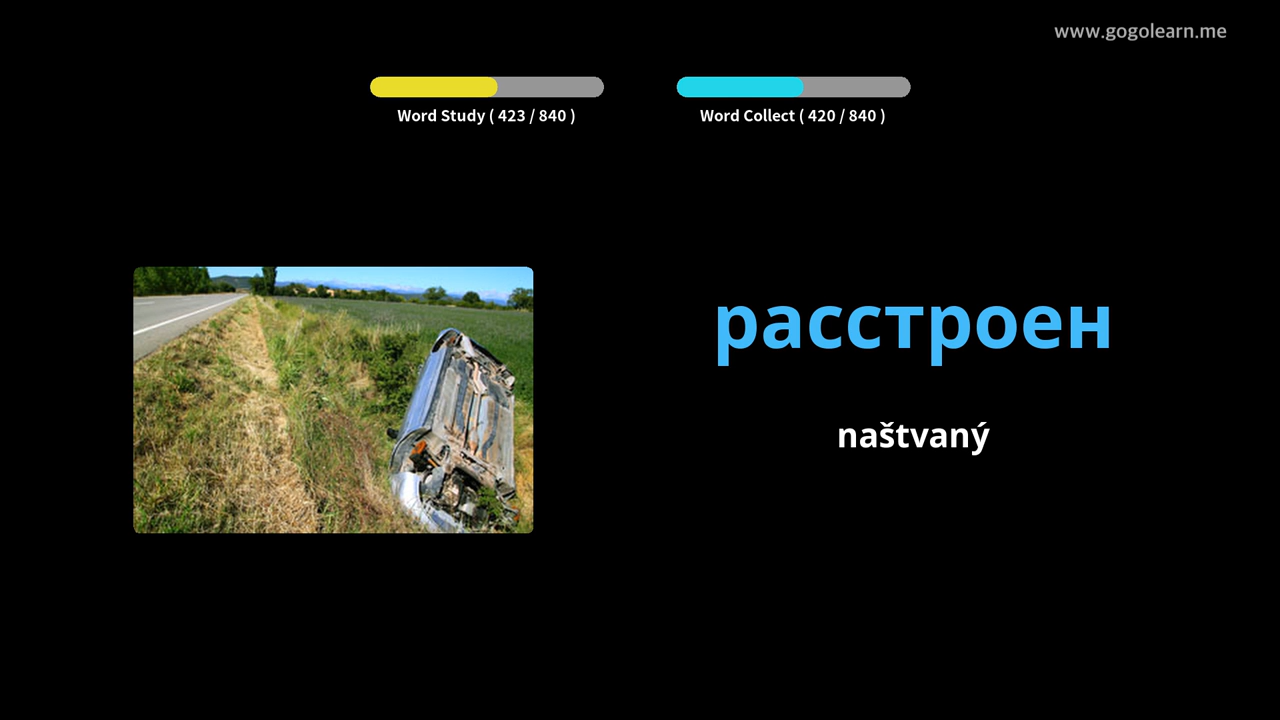 www.gogolearn.me
Word Study ( 423 / 840 )
Word Collect ( 420 / 840 )
расстроен
naštvaný